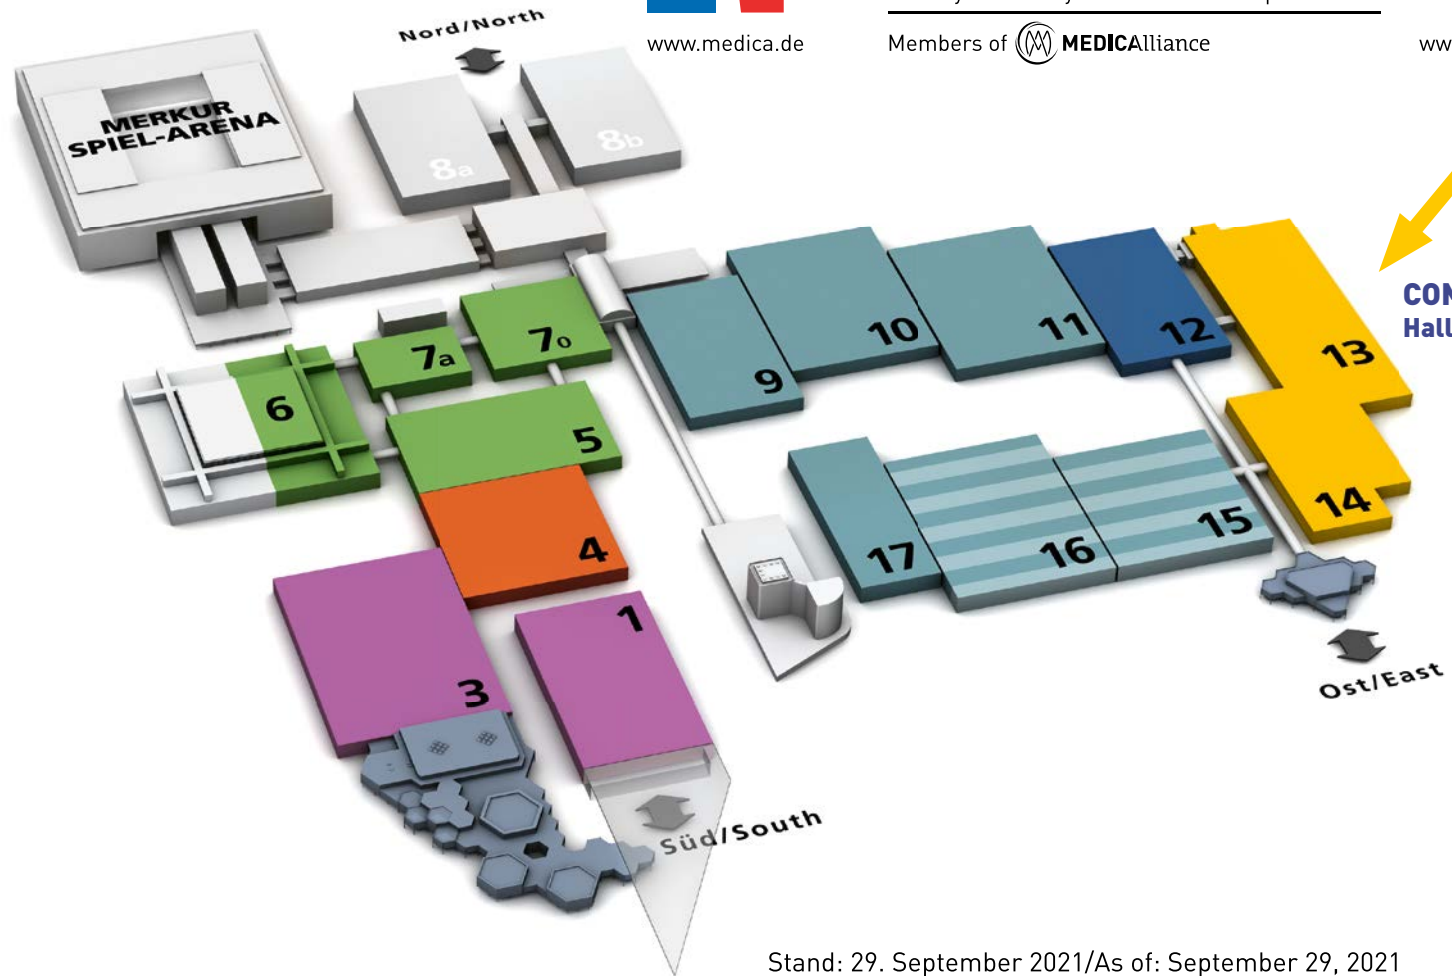 Nord/North
www.medica.de
Members of MEDICAlliance
MERKUR
SPIEL-ARENA
8a
8b
10
11
12
13
9
7a
70
6
5
4
14
15
16
17
1
3
Ost/East
Süd/South
Stand: 29. September 2021/As of: September 29, 2021